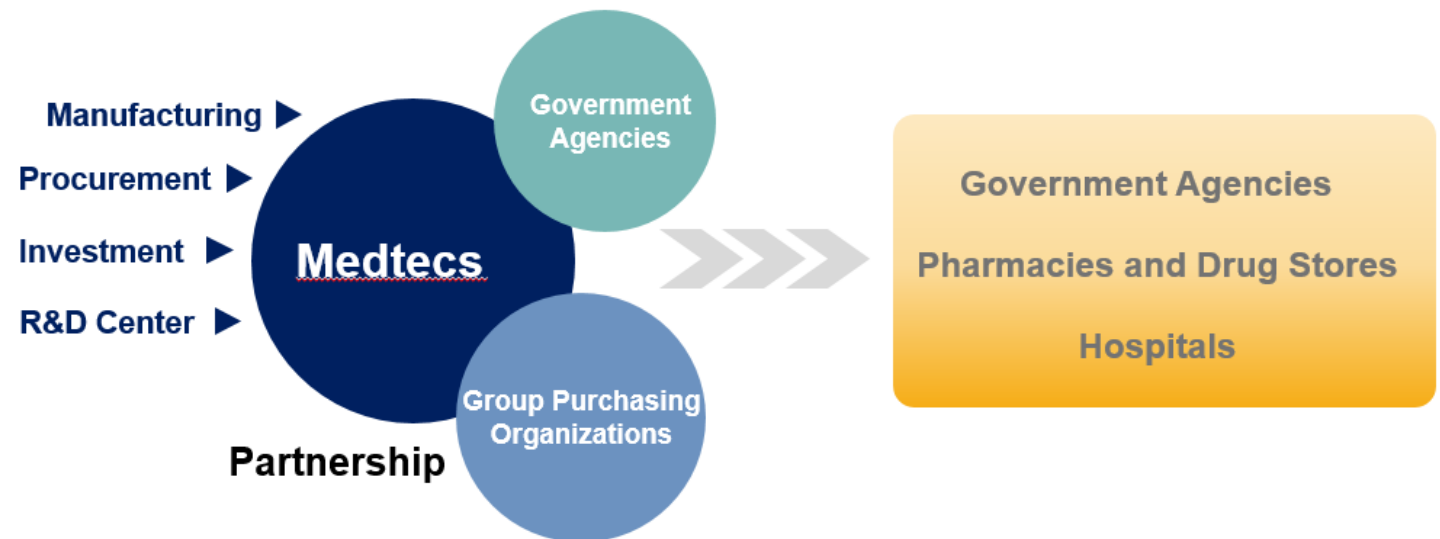 Manufacturing
Procurement
Investment
R&D Center
Medtecs
Government
Agencies
Group Purchasing
Organizations
Partnership
Government Agencies
Pharmacies and Drug Stores
Hospitals